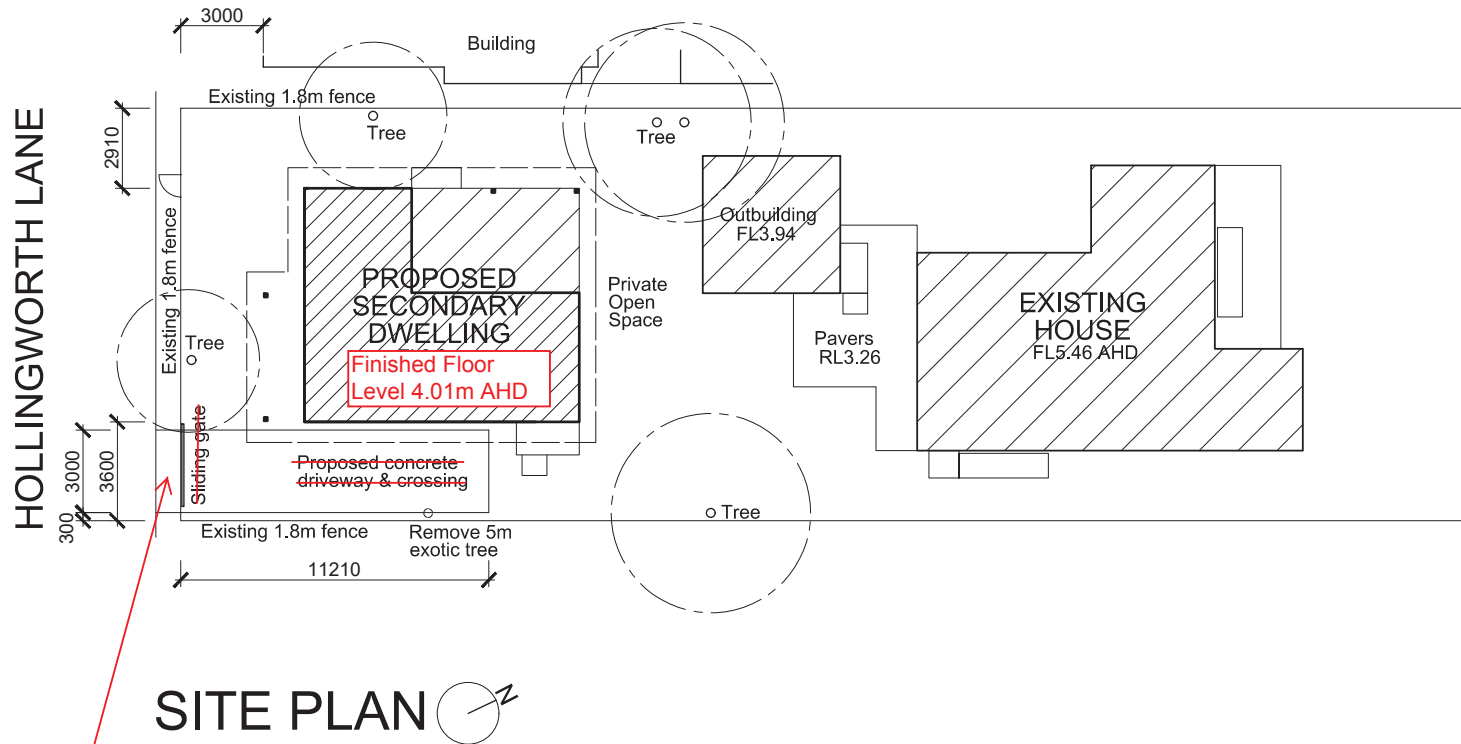 3000
Building
Existing 1.8m fence
Tree
Tree
2910
HOLLINGWORTH LANE
Existing 1.8m fence
Outbuilding
FL3.94
PROPOSED
SECONDARY
DWELLING
Finished Floor
Level 4.01m AHD
Private
Open
Space
EXISTING
HOUSE
FL5.46 AHD
Pavers
RL3.26
Tree
Sliding gate
3000
3600
300
Proposed concrete
driveway & crossing
Existing 1.8m fence
Remove 5m
exotic tree
Tree
11210
SITE PLAN
N